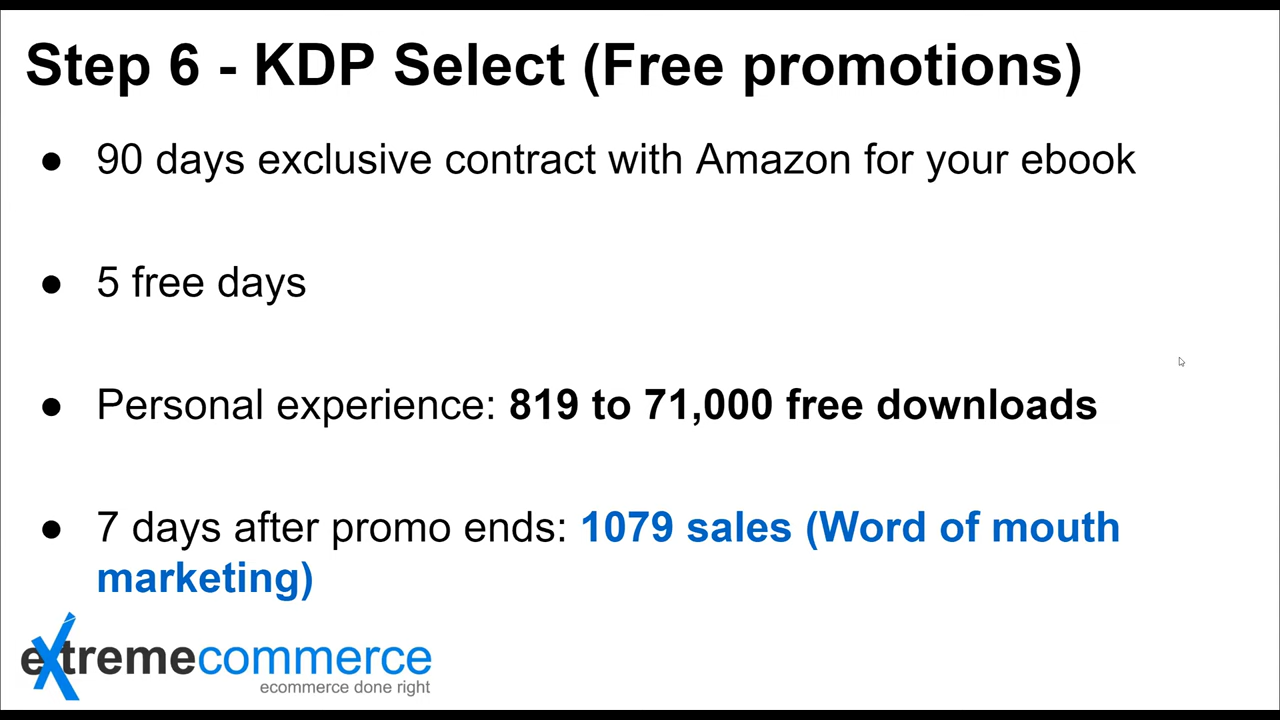 Step 6 - KDP Select (Free promotions)
● 90 days exclusive contract with Amazon for your ebook
● 5 free days
● Personal experience: 819 to 71,000 free downloads
● 7 days after promo ends: 1079 sales (Word of mouth
marketing)
extremecommerce
ecommerce done right